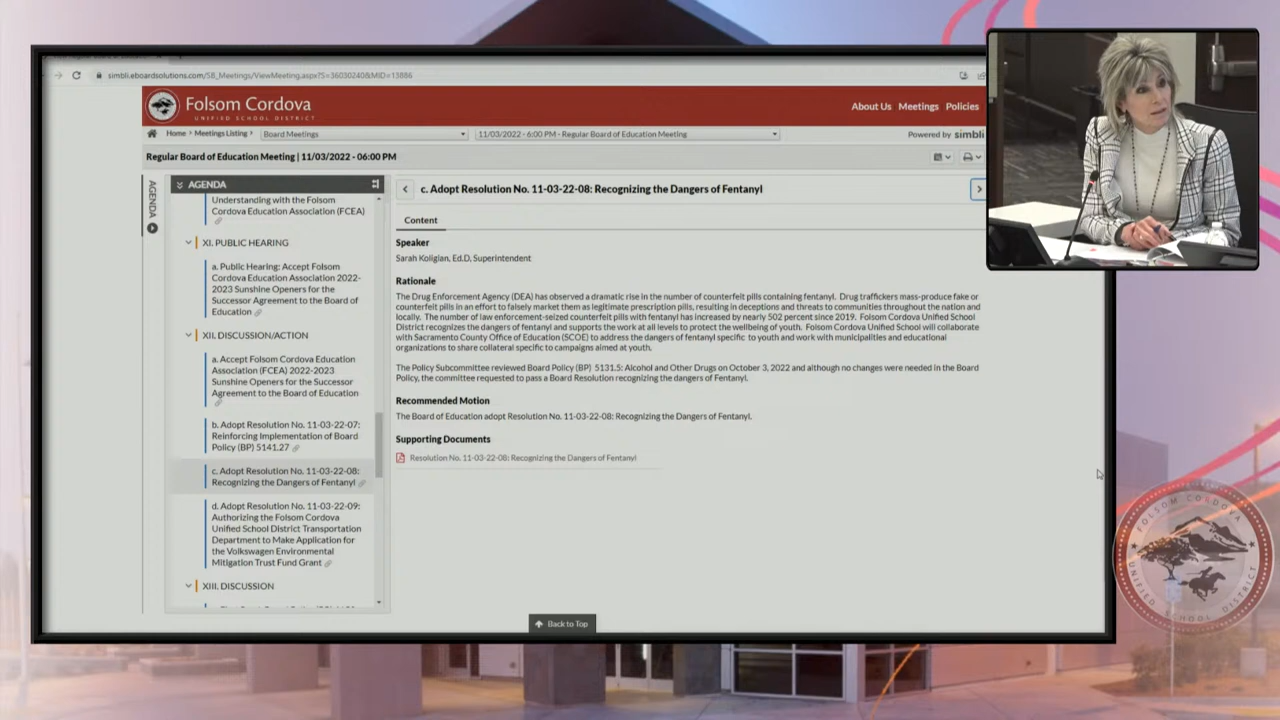 simbli.eboardsolutions.com/SB_Meetings/ViewMeeting.aspx?S=36030240&MID=13886
Folsom Cordova
UNIFIED SCHOOL DISTRICT
About Us Meetings Policies
Home > Meetings Listing > Board Meetings 11/03/2022 - 6:00 PM - Regular Board of Education Meeting Powered by simbli
Regular Board of Education Meeting | 11/03/2022 - 06:00 PM
AGENDA
AGENDA
Understanding with the Folsom
Cordova Education Association (FCEA)
XI. PUBLIC HEARING
a. Public Hearing: Accept Folsom
Cordova Education Association 2022-
2023 Sunshine Openers for the
Successor Agreement to the Board of
Education
XII. DISCUSSION/ACTION
a. Accept Folsom Cordova Education
Association (FCEA) 2022-2023
Sunshine Openers for the Successor
Agreement to the Board of Education
b. Adopt Resolution No. 11-03-22-07:
Reinforcing Implementation of Board
Policy (BP) 5141.27
c. Adopt Resolution No. 11-03-22-08:
Recognizing the Dangers of Fentanyl
d. Adopt Resolution No. 11-03-22-09:
Authorizing the Folsom Cordova
Unified School District Transportation
Department to Make Application for
the Volkswagen Environmental
Mitigation Trust Fund Grant
XIII. DISCUSSION
c. Adopt Resolution No. 11-03-22-08: Recognizing the Dangers of Fentanyl
Content
Speaker
Sarah Koligian, Ed.D, Superintendent
Rationale
The Drug Enforcement Agency (DEA) has observed a dramatic rise in the number of counterfeit pills containing fentanyl. Drug traffickers mass-produce fake or
counterfeit pills in an effort to falsely market them as legitimate prescription pills, resulting in deceptions and threats to communities throughout the nation and
locally. The number of law enforcement-seized counterfeit pills with fentanyl has increased by nearly 502 percent since 2019. Folsom Cordova Unified School
District recognizes the dangers of fentanyl and supports the work at all levels to protect the wellbeing of youth. Folsom Cordova Unified School will collaborate
with Sacramento County Office of Education (SCOE) to address the dangers of fentanyl specific to youth and work with municipalities and educational
organizations to share collateral specific to campaigns aimed at youth.
The Policy Subcommittee reviewed Board Policy (BP) 5131.5: Alcohol and Other Drugs on October 3, 2022 and although no changes were needed in the Board
Policy, the committee requested to pass a Board Resolution recognizing the dangers of Fentanyl.
Recommended Motion
The Board of Education adopt Resolution No. 11-03-22-08: Recognizing the Dangers of Fentanyl.
Supporting Documents
Resolution No. 11-03-22-08: Recognizing the Dangers of Fentanyl
Back to Top
FOLSOM CORDOVA
UNIFIED SCHOOL DISTRICT